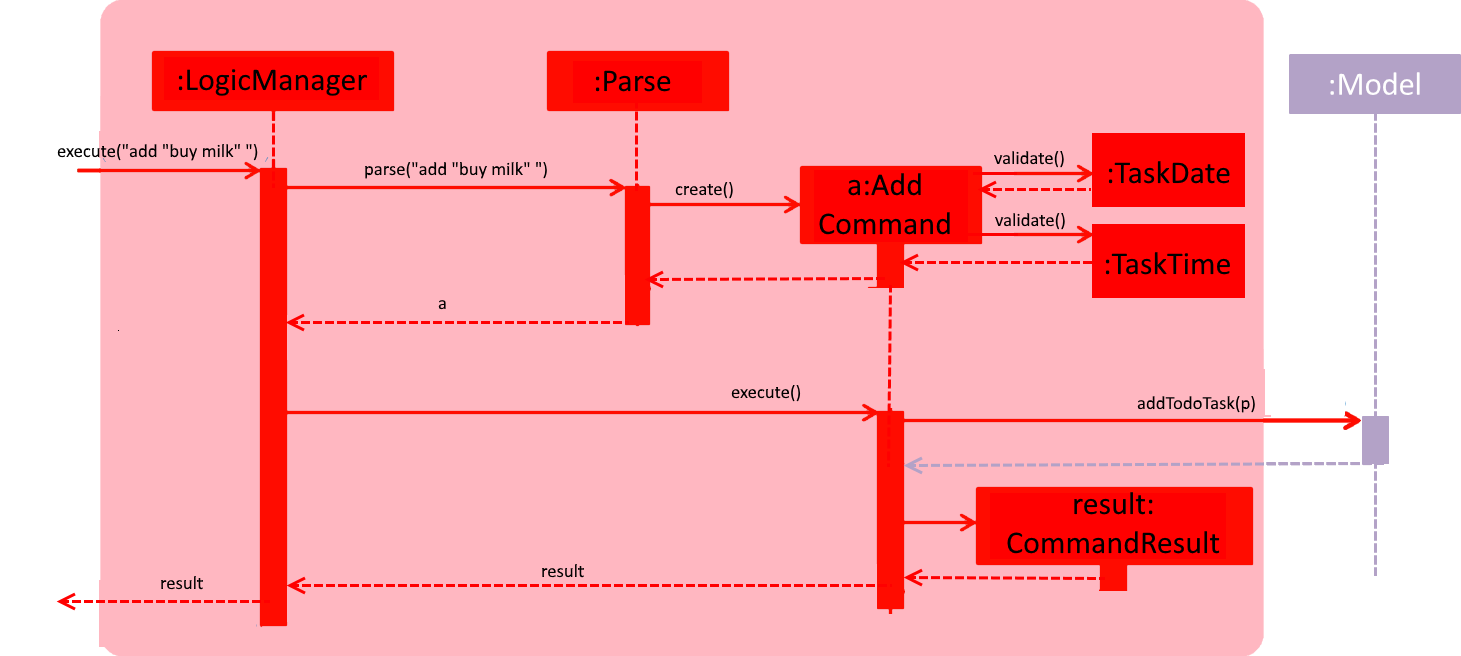 :LogicManager
:Parse
:Model
execute("add "buy milk" ")
parse("add "buy milk" ")
create()
a:Add
Command
validate()
:TaskDate
validate()
:TaskTime
a
execute()
addTodoTask(p)
result:
CommandResult
result
result